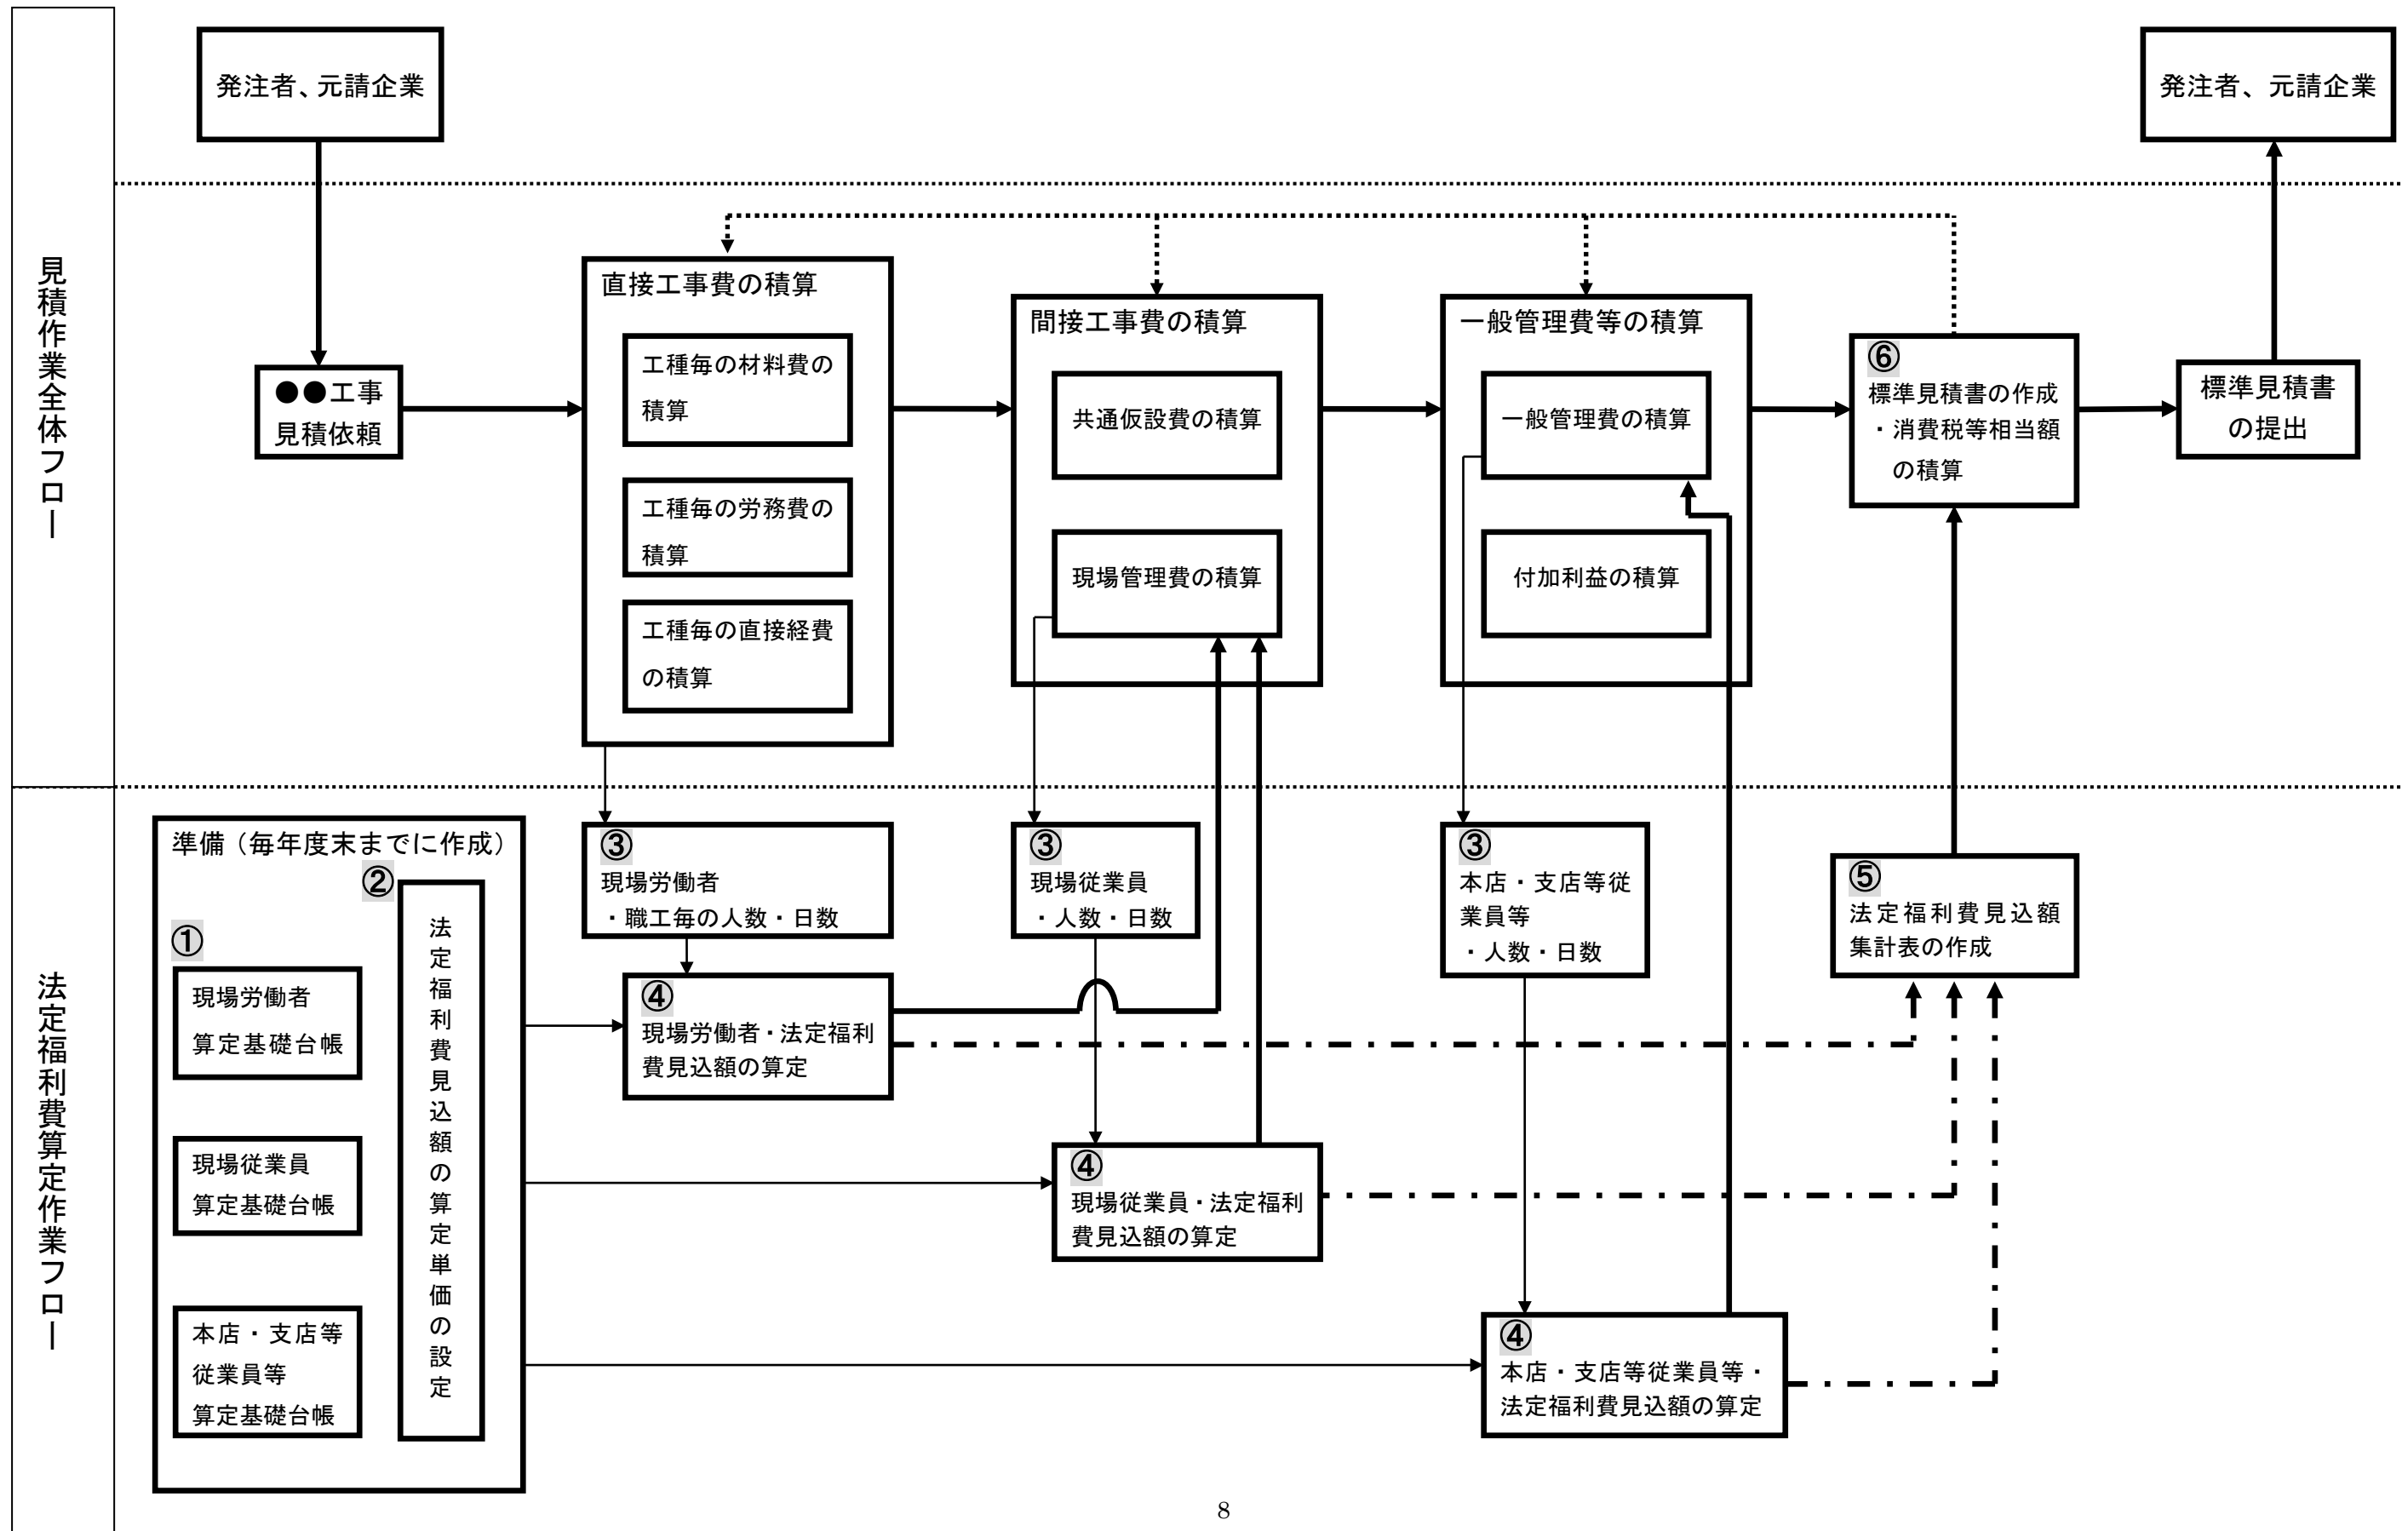 見積作業全体フロー
発注者、元請企業
発注者、元請企業
●●工事
見積依頼
直接工事費の積算
工種毎の材料費の
積算
工種毎の労務費の
積算
工種毎の直接経費
の積算
間接工事費の積算
共通仮設費の積算
現場管理費の積算
一般管理費等の積算
一般管理費の積算
付加利益の積算
⑥
標準見積書の作成
・消費税等相当額
の積算
標準見積書
の提出
法定福利費算定作業フロー
準備（毎年度末までに作成）
①
現場労働者
算定基礎台帳
現場従業員
算定基礎台帳
本店・支店等
従業員等
算定基礎台帳
②
法定福利費見込額の算定単価の設定
③
現場労働者
・職工毎の人数・日数
④
現場労働者・法定福利
費見込額の算定
③
現場従業員
・人数・日数
④
現場従業員・法定福利
費見込額の算定
③
本店・支店等従
業員等
・人数・日数
④
本店・支店等従業員等・
法定福利費見込額の算定
⑤
法定福利費見込額
集計表の作成
8